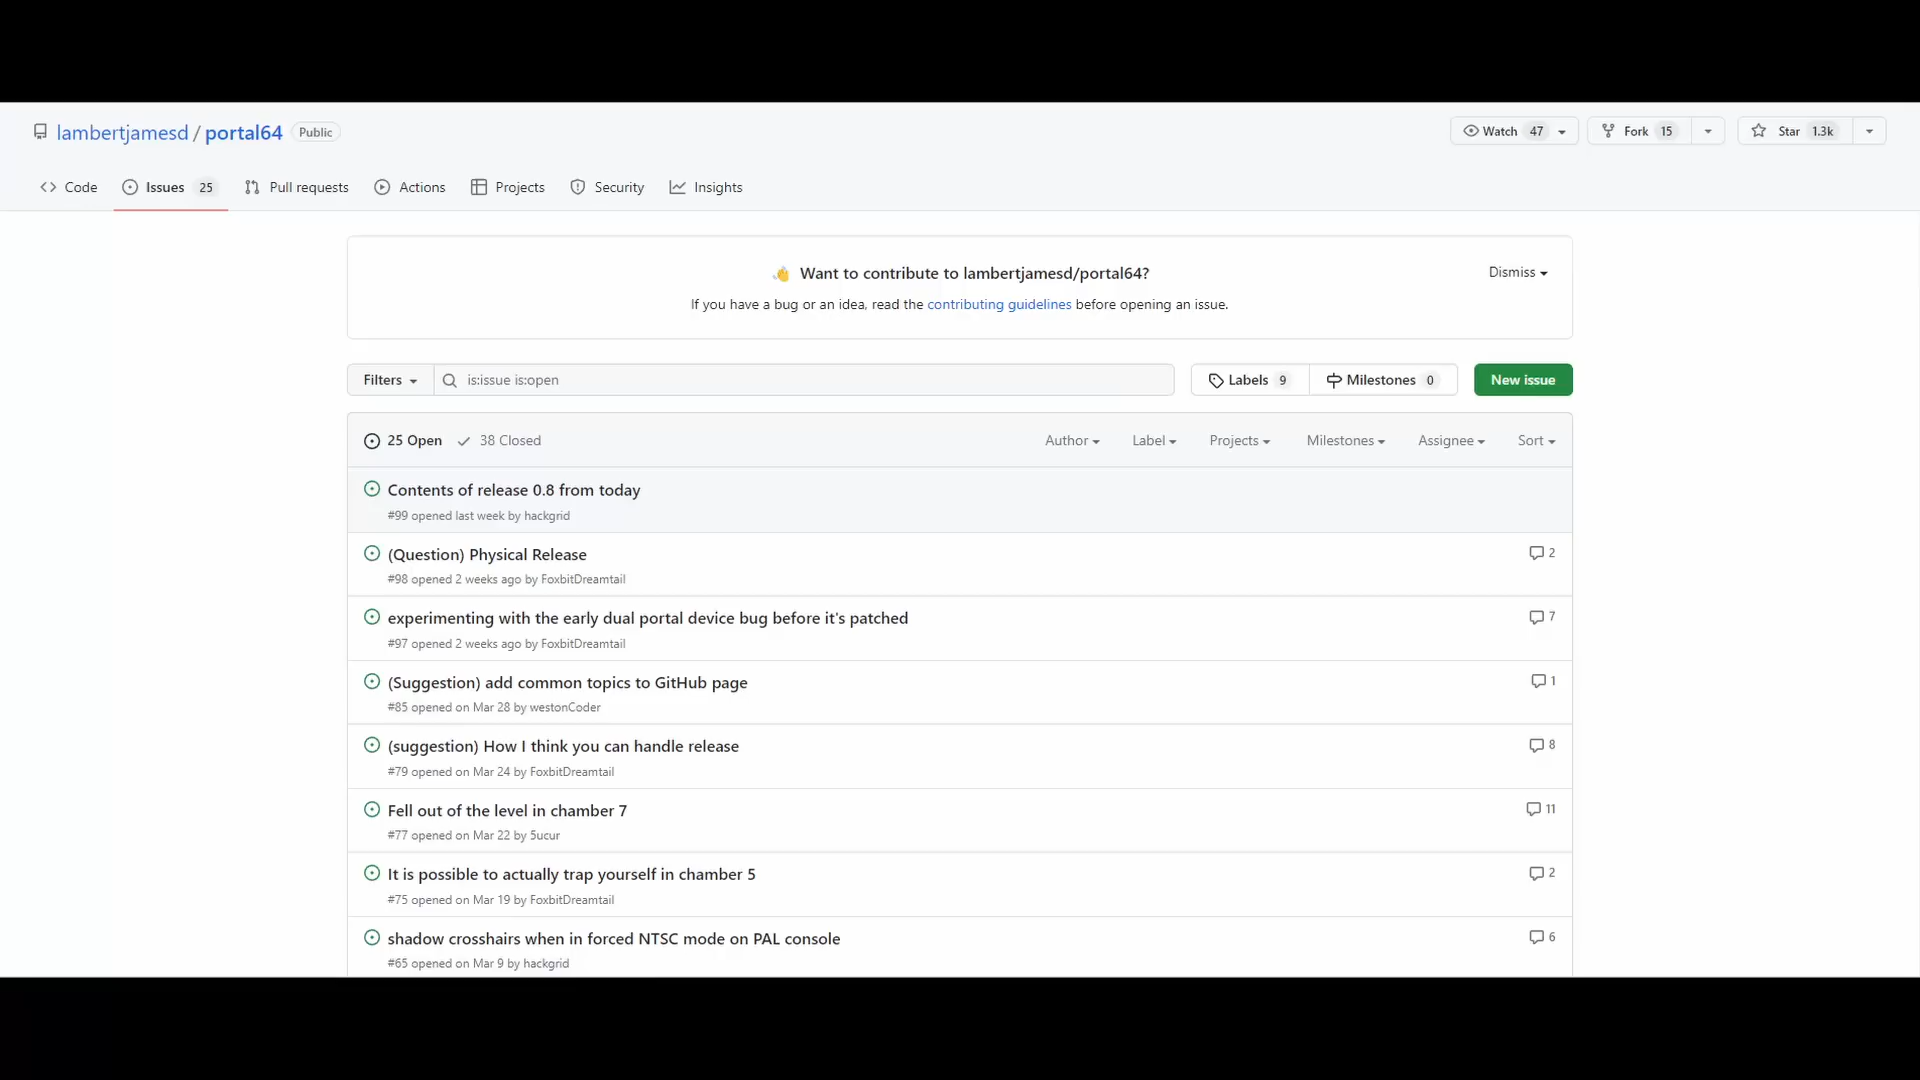 lambertjamesd / portal64 Public
Watch 47 Fork 15 Star 1.3k
Code Issues 25 Pull requests Actions Projects Security Insights
Want to contribute to lambertjamesd/portal64?
Dismiss
If you have a bug or an idea, read the contributing guidelines before opening an issue.
Filters is:issue is:open Labels 9 Milestones 0 New issue
25 Open 38 Closed Author Label Projects Milestones Assignee Sort
Contents of release 0.8 from today
#99 opened last week by hackgrid
(Question) Physical Release 2
#98 opened 2 weeks ago by FoxbitDreamtail
experimenting with the early dual portal device bug before it's patched 7
#97 opened 2 weeks ago by FoxbitDreamtail
(Suggestion) add common topics to GitHub page 1
#85 opened on Mar 28 by westonCoder
(suggestion) How I think you can handle release 8
#79 opened on Mar 24 by FoxbitDreamtail
Fell out of the level in chamber 7 11
#77 opened on Mar 22 by 5ucur
It is possible to actually trap yourself in chamber 5 2
#75 opened on Mar 19 by FoxbitDreamtail
shadow crosshairs when in forced NTSC mode on PAL console 6
#65 opened on Mar 9 by hackgrid